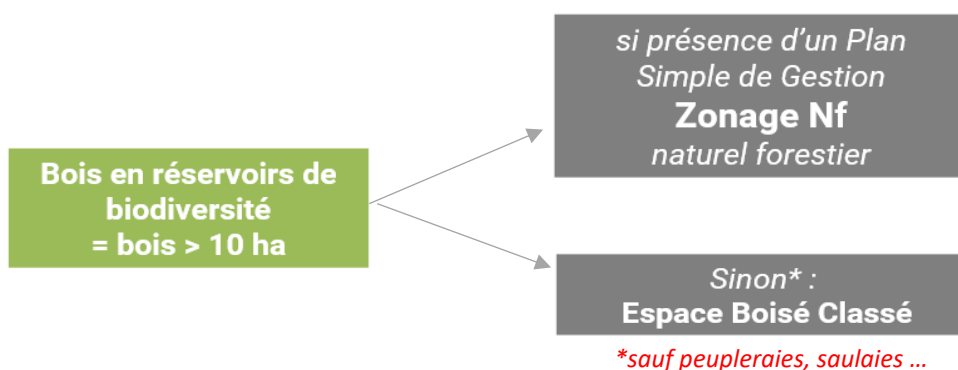 si présence d'un Plan
Simple de Gestion
Zonage Nf
naturel forestier
Bois en réservoirs de
biodiversité
= bois > 10 ha
Sinon* :
Espace Boisé Classé
*sauf peupleraies, saulaies ...